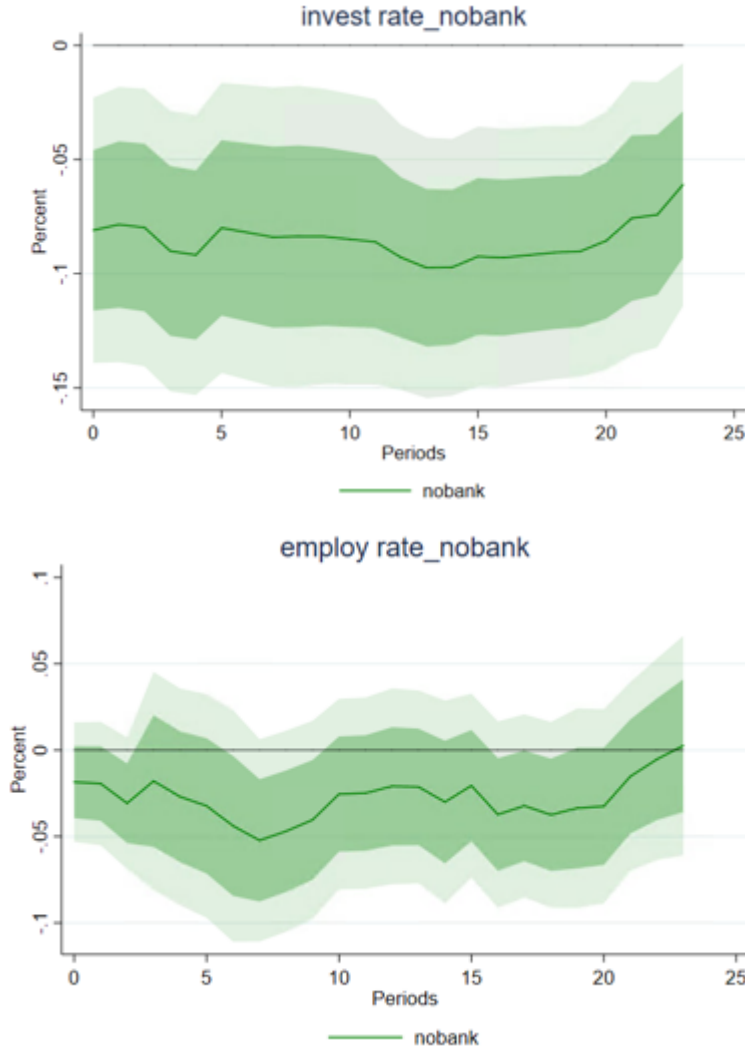 invest rate_nobank
0
-.05
-.1
-.15
Percent
0 5 10 15 20 25
Periods
nobank
employ rate_nobank
.1
.05
0
-.05
-.1
Percent
0 5 10 15 20 25
Periods
nobank